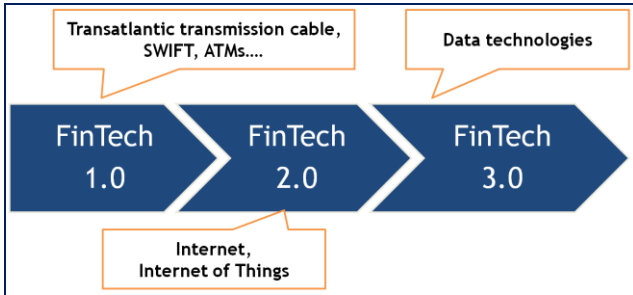 Transatlantic transmission cable,
SWIFT, ATMs....
Data technologies
FinTech
1.0
FinTech
2.0
FinTech
3.0
Internet,
Internet of Things